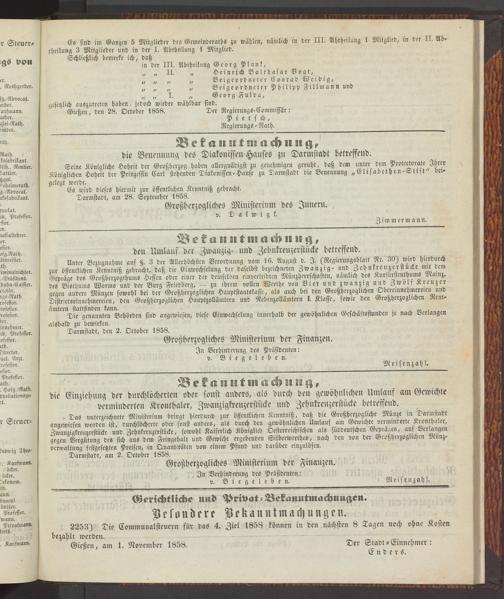 Es sind im Ganzen 5 Mitglieder des Gemeinderaths zu wählen, nämlich in der III. Abtheilung 1 Mitglied, in der II. Ab-
theilung 3 Mitglieder und in der I. Abtheilung 1 Mitglied.
Schließlich bemerke ich, daß
in der III. Abtheilung Georg Plank,
„ „ II. „ Heinrich Balthasar Vogt,
„ „ „ „ Beigeordneter Conrad Weidig,
„ „ „ „ Beigeordneter Philipp Fillmann und
„ „ I. „ Georg Fulda,
gesetzlich auszutreten haben, jedoch wieder wählbar sind.
Gießen, den 28. October 1858. Der Regierungs-Commissär:
Pietsch,
Regierungs-Rath.
Bekanntmachung,
die Benennung des Diakonissen-Hauses zu Darmstadt betreffend.
Seine Königliche Hoheit der Großherzog haben allergnädigst zu genehmigen geruht, daß dem unter dem Protectorate Ihrer
Königlichen Hoheit der Prinzessin Carl stehenden Diakonissen-Hause zu Darmstadt die Benennung „Elisabethen-Stift" bei-
gelegt werde.
Es wird dieses hiermit zur öffentlichen Kenntniß gebracht.
Darmstadt, am 28. September 1858.
Großherzogliches Ministerium des Innern.
v. Dalwigk.
Zimmermann.
Bekanntmachung,
den Umlauf der Zwanzig- und Zehnkreuzerstücke betreffend.
Unter Bezugnahme auf §. 3 der Allerhöchsten Verordnung vom 16. August d. J. (Regierungsblatt Nr. 30) wird hierdurch
zur öffentlichen Kenntniß gebracht, daß die Einwechselung der daselbst bezeichneten Zwanzig- und Zehnkreuzerstücke mit dem
Gepräge des Großherzogthums Hessen oder einer der denselben einverleibten Münzherrschaften, nämlich des Kurfürstenthums Mainz,
des Bisthums Worms und der Burg Friedberg, — zu ihrem vollen Werthe von Vier und zwanzig und Zwölf Kreuzer
gegen andere Münzen sowohl bei der Großherzoglichen Hauptstaatskasse, als auch bei den Großherzoglichen Obereinnehmereien und
Districtseinnehmereien, den Großherzoglichen Hauptzollämtern und Nebenzollämtern I. Klasse, sowie den Großherzoglichen Rent-
ämtern stattfinden kann.
Die genannten Behörden sind angewiesen, diese Einwechselung innerhalb der gewöhnlichen Geschäftsstunden je nach Verlangen
alsbald zu bewirken.
Darmstadt, den 2. October 1858.
Großherzogliches Ministerium der Finanzen.
In Verhinderung des Präsidenten:
v. Biegeleben.
Meisenzahl.
Bekanntmachung,
die Einziehung der durchlöcherten oder sonst anders, als durch den gewöhnlichen Umlauf am Gewichte
verminderten Kronthaler, Zwanzigkreuzerstücke und Zehnkreuzerstücke betreffend.
Das unterzeichnete Ministerium bringt hierdurch zur öffentlichen Kenntniß, daß die Großherzogliche Münze in Darmstadt
angewiesen worden ist, durchlöcherte oder sonst anders, als durch den gewöhnlichen Umlauf am Gewichte verminderte Kronthaler,
Zwanzigkreuzerstücke und Zehnkreuzerstücke, sowohl Kaiserlich Königlich Oesterreichischen als süddeutschen Gepräges, auf Verlangen
gegen Vergütung des sich aus dem Feingehalt und Gewicht ergebenden Silberwerthes, nach den von der Großherzoglichen Münz-
verwaltung festgesetzten Preisen, in Quantitäten von einem Pfund und darüber einzulösen.
Darmstadt, am 2. October 1858.
Großherzogliches Ministerium der Finanzen.
In Verhinderung des Präsidenten:
v. Biegeleben.
Meisenzahl.
Gerichtliche und Privat-Bekanntmachungen.
Besondere Bekanntmachungen.
2253) Die Communalsteuern für das 4. Ziel 1858 können in den nächsten 8 Tagen noch ohne Kosten
bezahlt werden.
Gießen, am 1. November 1858. Der Stadt-Einnehmer:
Enders.